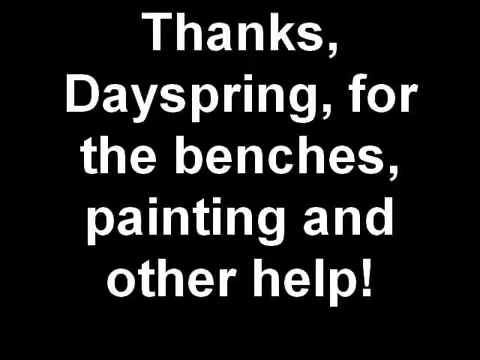 Thanks,
Dayspring, for
the benches,
painting and
other help!